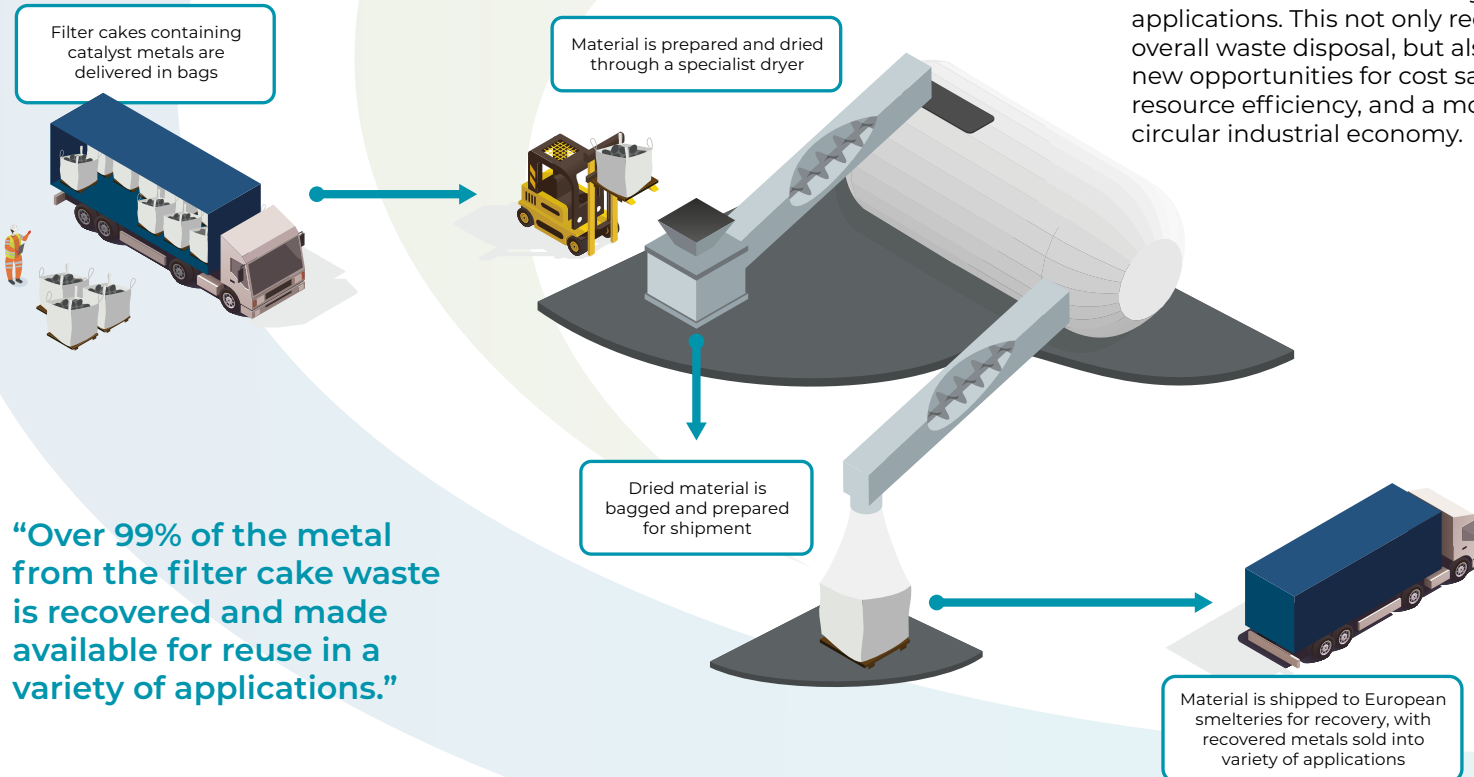 Filter cakes containing
catalyst metals are
delivered in bags
Material is prepared and dried
through a specialist dryer
applications. This not only
overall waste disposal, but
new opportunities for cost
resource efficiency, and a
circular industrial economy.
Dried material is
bagged and prepared
for shipment
“Over 99% of the metal
from the filter cake waste
is recovered and made
available for reuse in a
variety of applications.”
Material is shipped to European
smelteries for recovery, with
recovered metals sold into
variety of applications